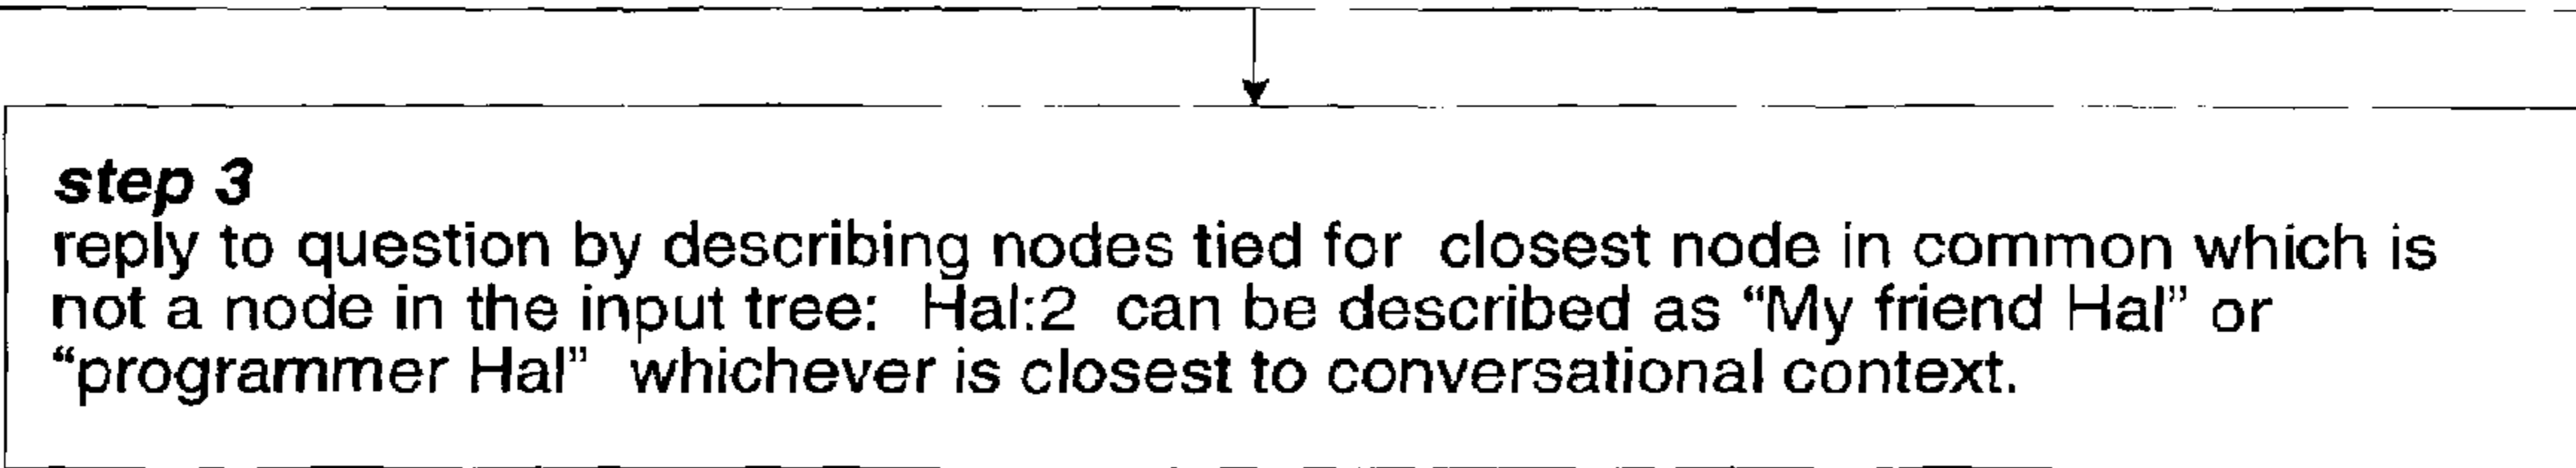 step 3
reply to question by describing nodes tied for closest node in common which is
not a node in the input tree: Hal:2 can be described as “My friend Hal” or
“programmer Hal” whichever is closest to conversational context.